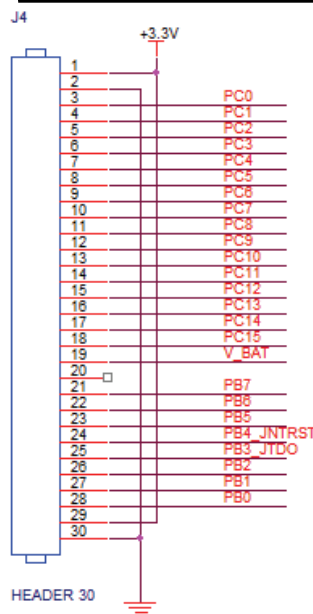 J4
+3.3V
1
2
3 PC0
4 PC1
5 PC2
6 PC3
7 PC4
8 PC5
9 PC6
10 PC7
11 PC8
12 PC9
13 PC10
14 PC11
15 PC12
16 PC13
17 PC14
18 PC15
19 V_BAT
20
21 PB7
22 PB6
23 PB5
24 PB4_JNTRST
25 PB3_JTDO
26 PB2
27 PB1
28 PB0
29
30
HEADER 30